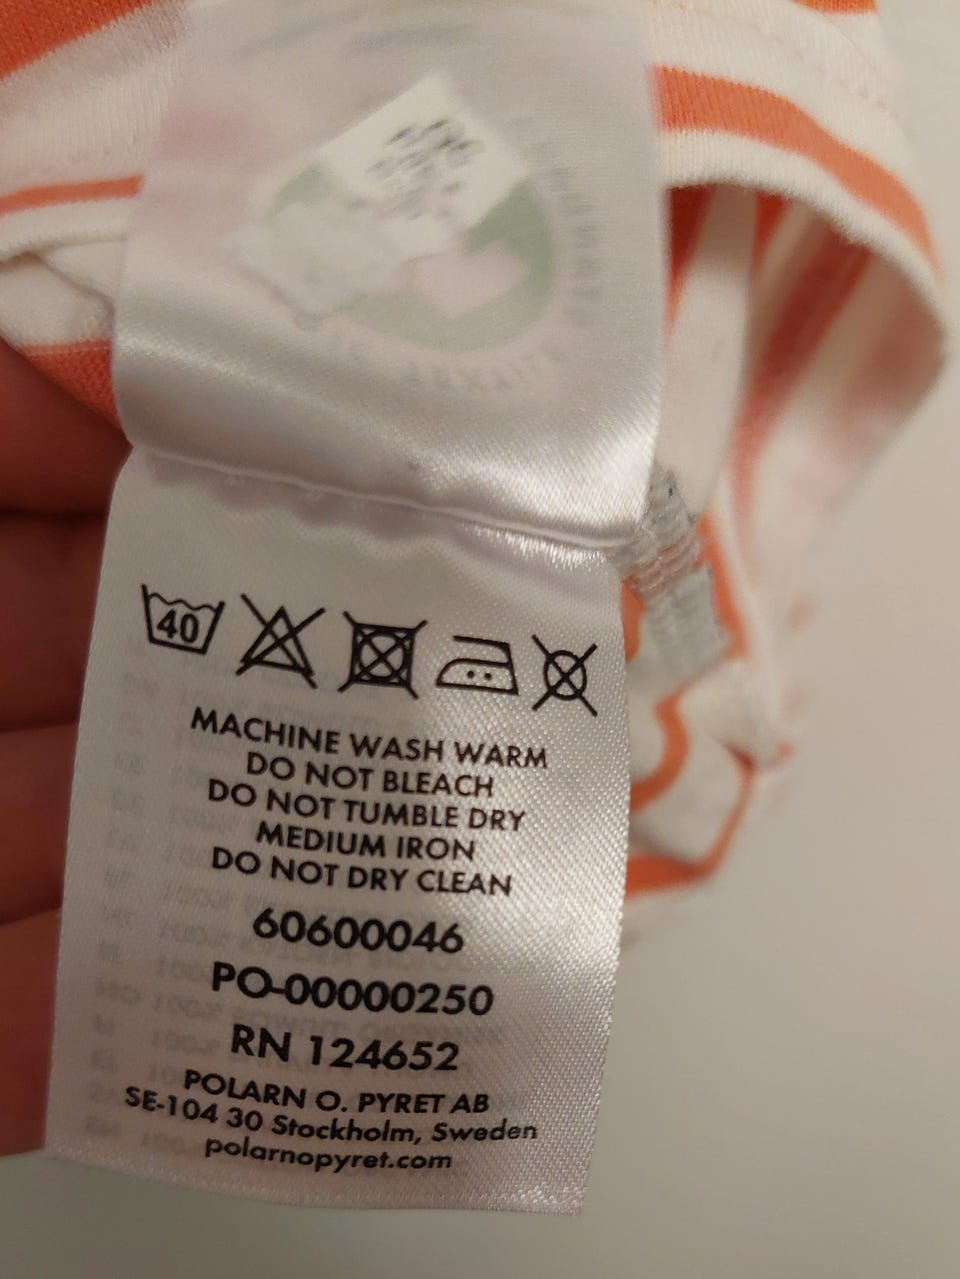 40
MACHINE WASH WARM
DO NOT BLEACH
DO NOT TUMBLE DRY
MEDIUM IRON
DO NOT DRY CLEAN
60600046
PO-00000250
RN 124652
POLARN O. PYRET AB
SE-104 30 Stockholm, Sweden
polarnopyret.com